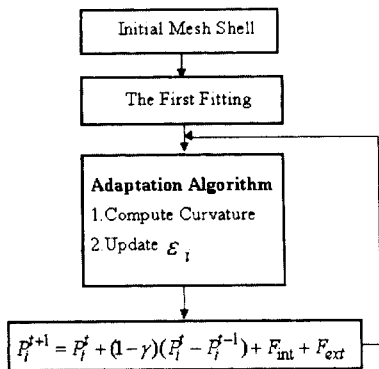 Initial Mesh Shell
The First Fitting
Adaptation Algorithm
1.Compute Curvature
2.Update ε_i
P_i^{t+1} = P_i^t + (1-γ)(P_i^t - P_i^{t-1}) + F_int + F_ext